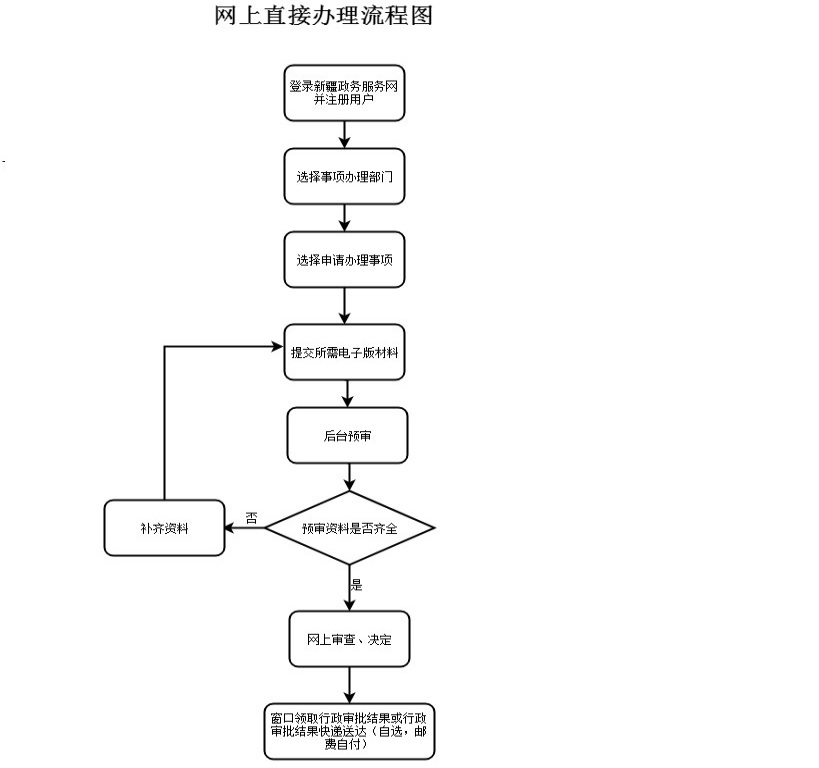 网上直接办理流程图
登录新疆政务服务网
并注册用户
选择事项办理部门
选择申请办理事项
提交所需电子版材料
后台预审
预审资料是否齐全
否
补齐资料
是
网上审查、决定
窗口领取行政审批结果或行政
审批结果快递送达（自选，邮
费自付）